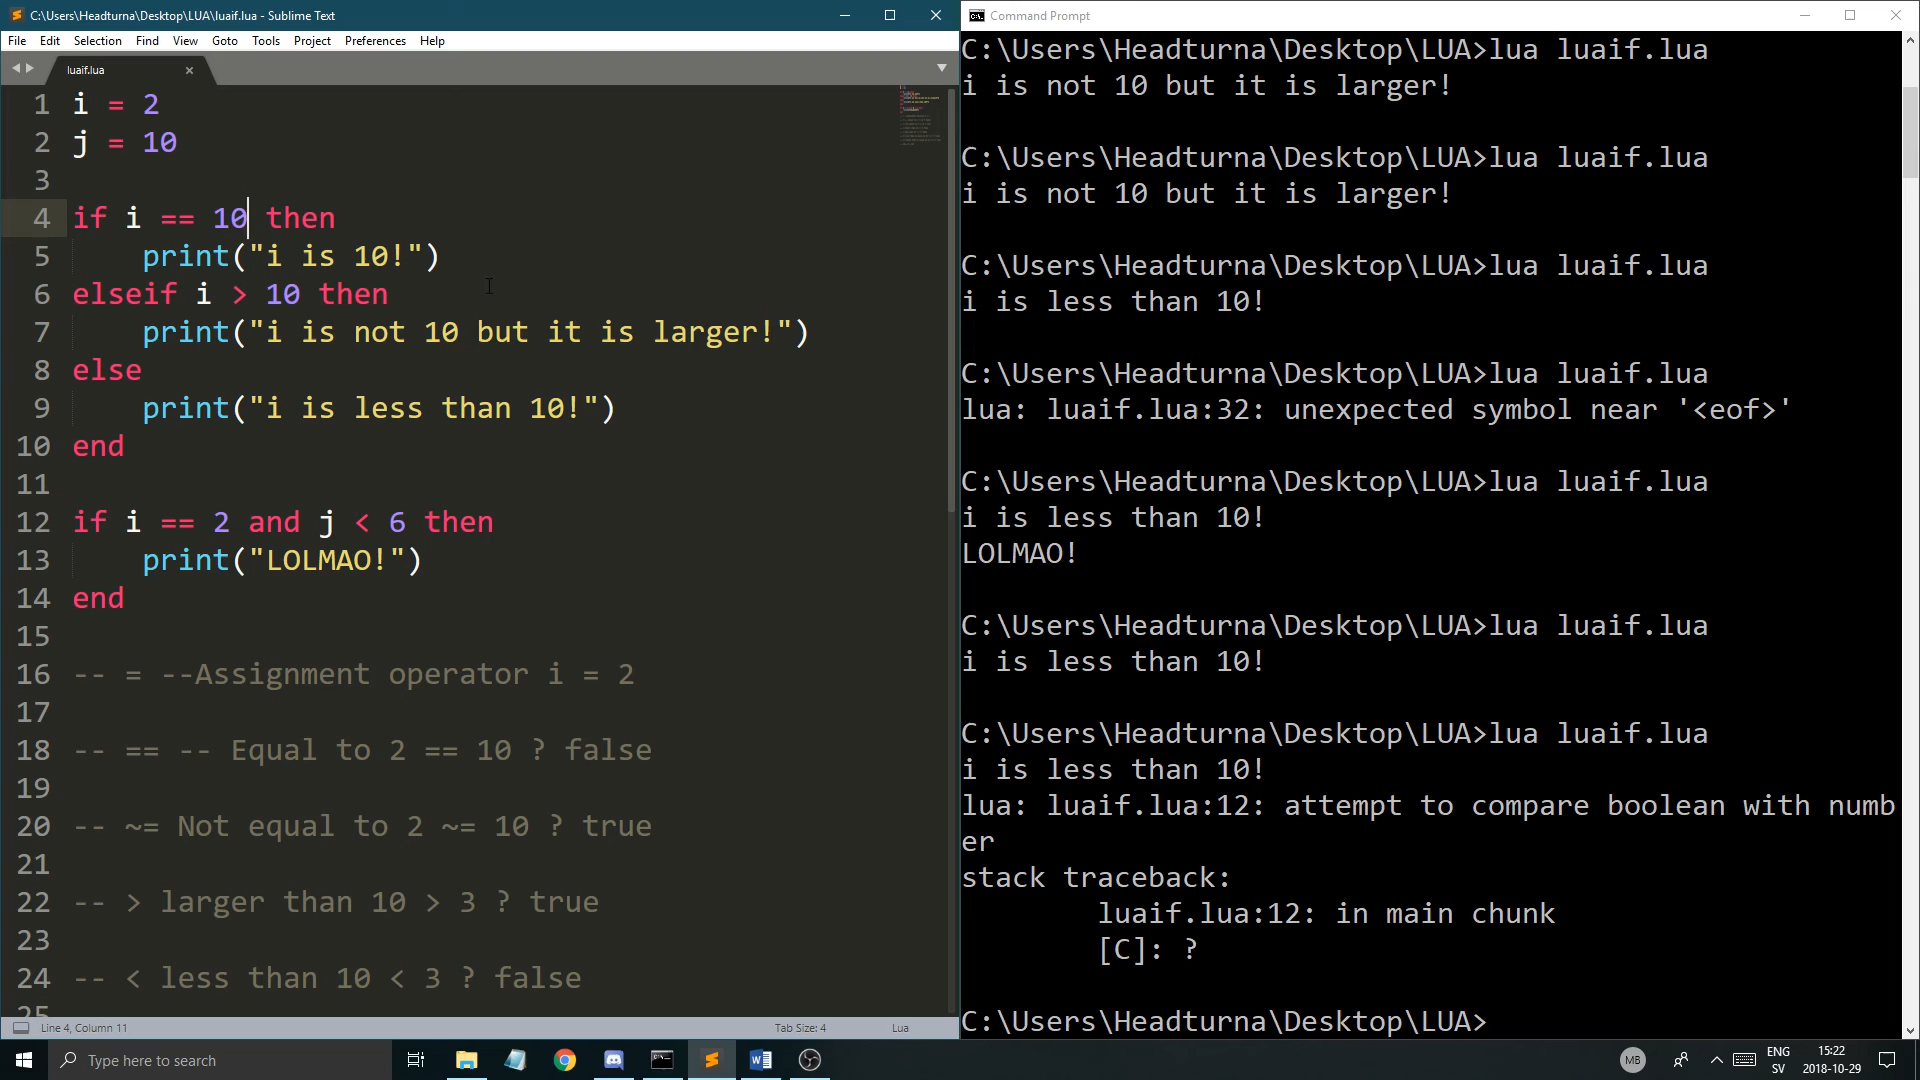 C:\Users\Headturna\Desktop\LUA\luaif.lua - Sublime Text
File Edit Selection Find View Goto Tools Project Preferences Help
luaif.lua
1 i = 2
2 j = 10
3
4 if i == 10 then
5 print("i is 10!")
6 elseif i > 10 then
7 print("i is not 10 but it is larger!")
8 else
9 print("i is less than 10!")
10 end
11
12 if i == 2 and j < 6 then
13 print("LOLMAO!")
14 end
15
16 -- = --Assignment operator i = 2
17
18 -- == -- Equal to 2 == 10 ? false
19
20 -- ~= Not equal to 2 ~= 10 ? true
21
22 -- > larger than 10 > 3 ? true
23
24 -- < less than 10 < 3 ? false
25
Line 4, Column 11
Tab Size: 4
Lua
Command Prompt
C:\Users\Headturna\Desktop\LUA>lua luaif.lua
i is not 10 but it is larger!
C:\Users\Headturna\Desktop\LUA>lua luaif.lua
i is not 10 but it is larger!
C:\Users\Headturna\Desktop\LUA>lua luaif.lua
i is less than 10!
C:\Users\Headturna\Desktop\LUA>lua luaif.lua
lua: luaif.lua:32: unexpected symbol near '<eof>'
C:\Users\Headturna\Desktop\LUA>lua luaif.lua
i is less than 10!
LOLMAO!
C:\Users\Headturna\Desktop\LUA>lua luaif.lua
i is less than 10!
C:\Users\Headturna\Desktop\LUA>lua luaif.lua
i is less than 10!
lua: luaif.lua:12: attempt to compare boolean with numb
er
stack traceback:
luaif.lua:12: in main chunk
[C]: ?
C:\Users\Headturna\Desktop\LUA>
Type here to search
MB
ENG
SV
15:22
2018-10-29